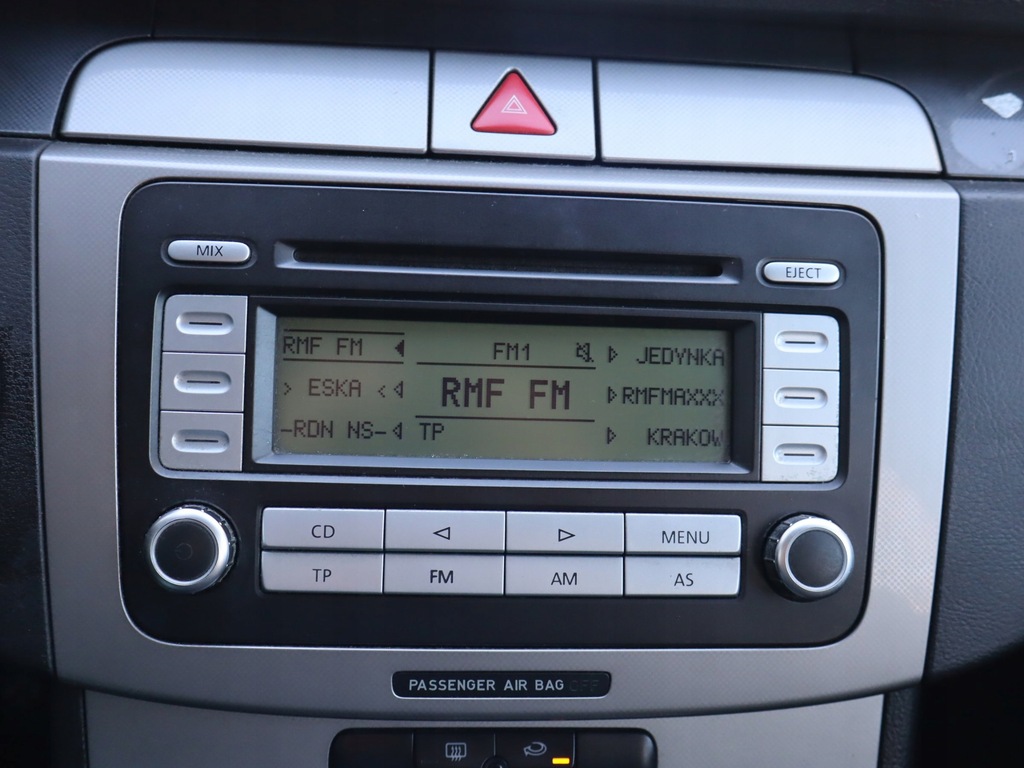 MIX
EJECT
RMF FM
FM1
JEDYNKA
> ESKA <
RMF FM
RMFMAXXX
-RDN NS-
TP
KRAKOW
CD
MENU
TP
FM
AM
AS
PASSENGER AIR BAG OFF